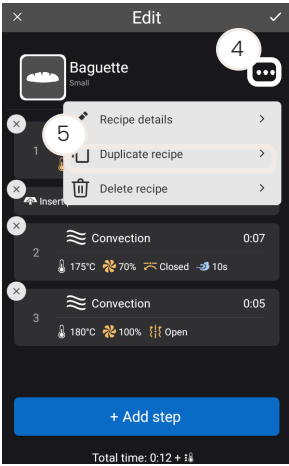 Edit
4
Baguette
Small
5
Recipe details
1
Duplicate recipe
Delete recipe
Insert
Convection 0:07
2
175°C 70% Closed 10s
Convection 0:05
3
180°C 100% Open
+ Add step
Total time: 0:12 +